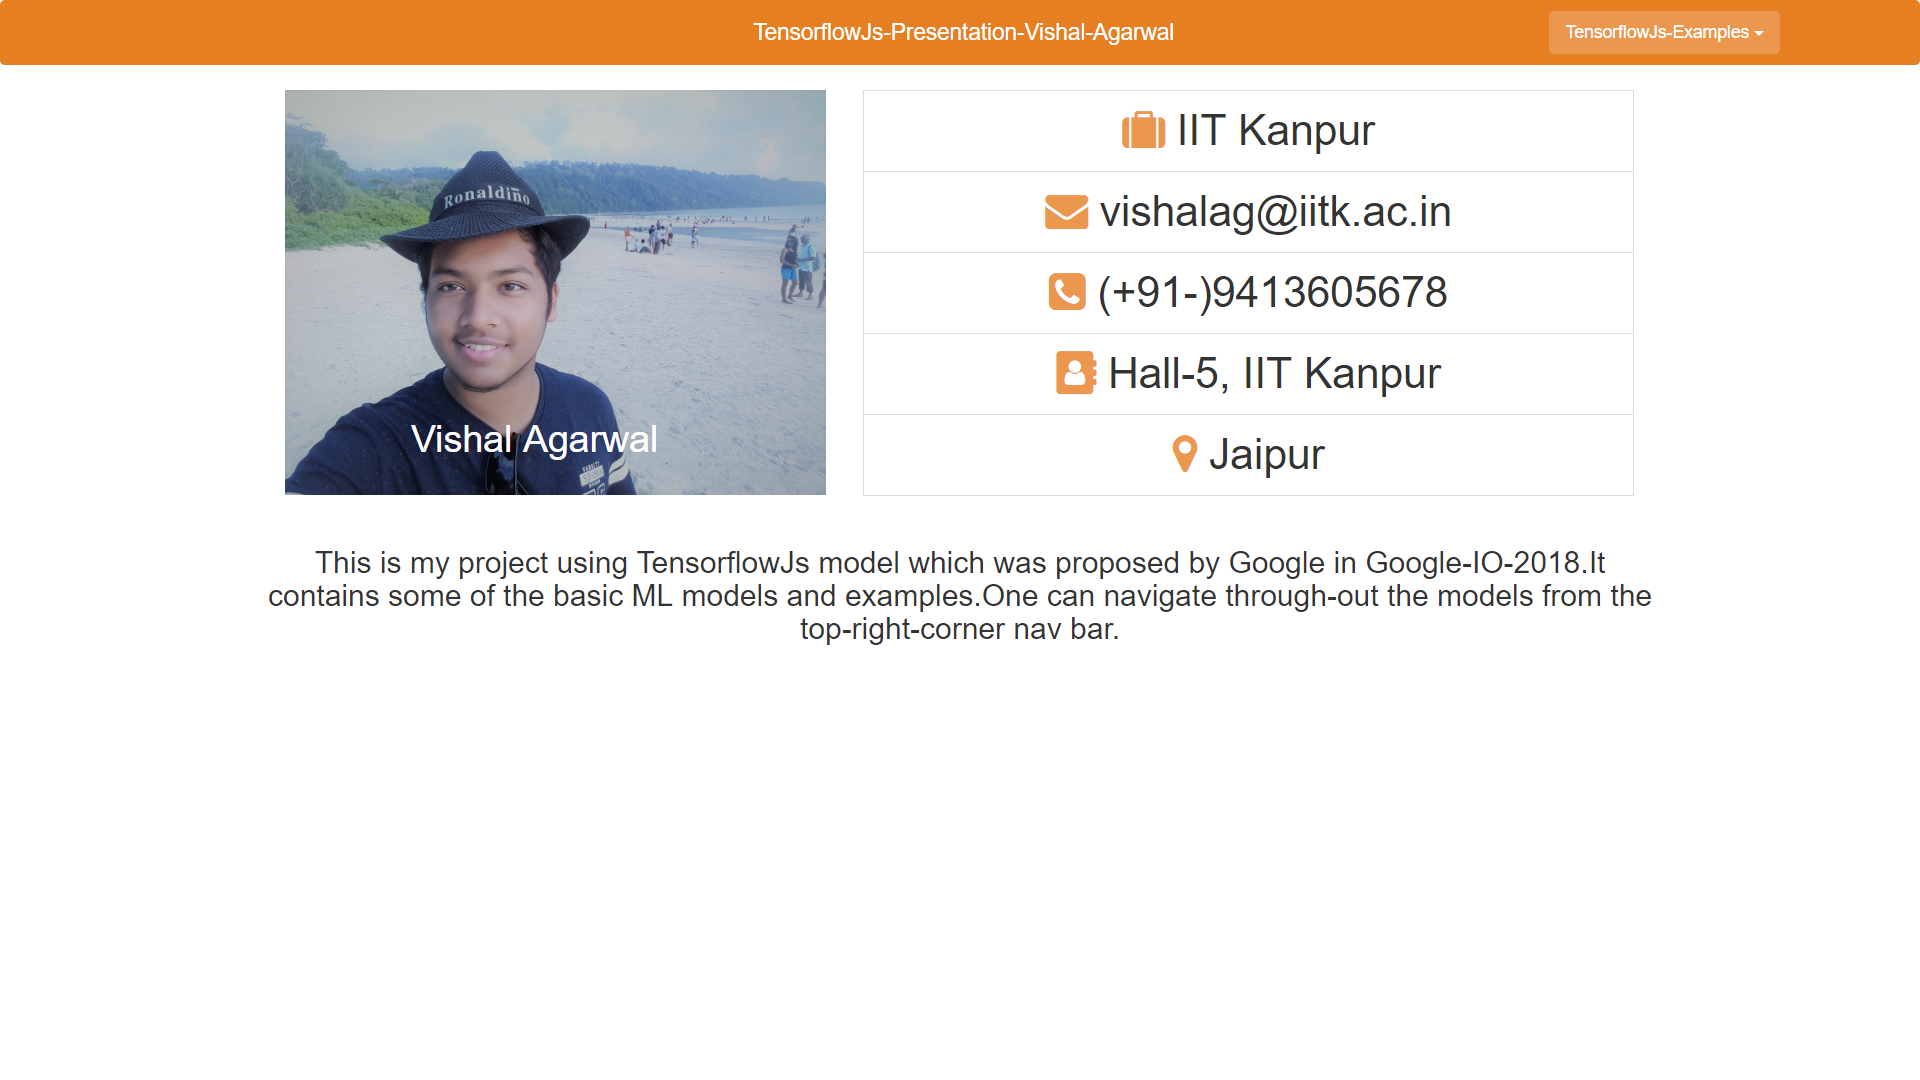 TensorflowJs-Presentation-Vishal-Agarwal
TensorflowJs-Examples
Ronaldiño
Vishal Agarwal
IIT Kanpur
vishalag@iitk.ac.in
(+91-)9413605678
Hall-5, IIT Kanpur
Jaipur
This is my project using TensorflowJs model which was proposed by Google in Google-IO-2018.It
contains some of the basic ML models and examples.One can navigate through-out the models from the
top-right-corner nav bar.